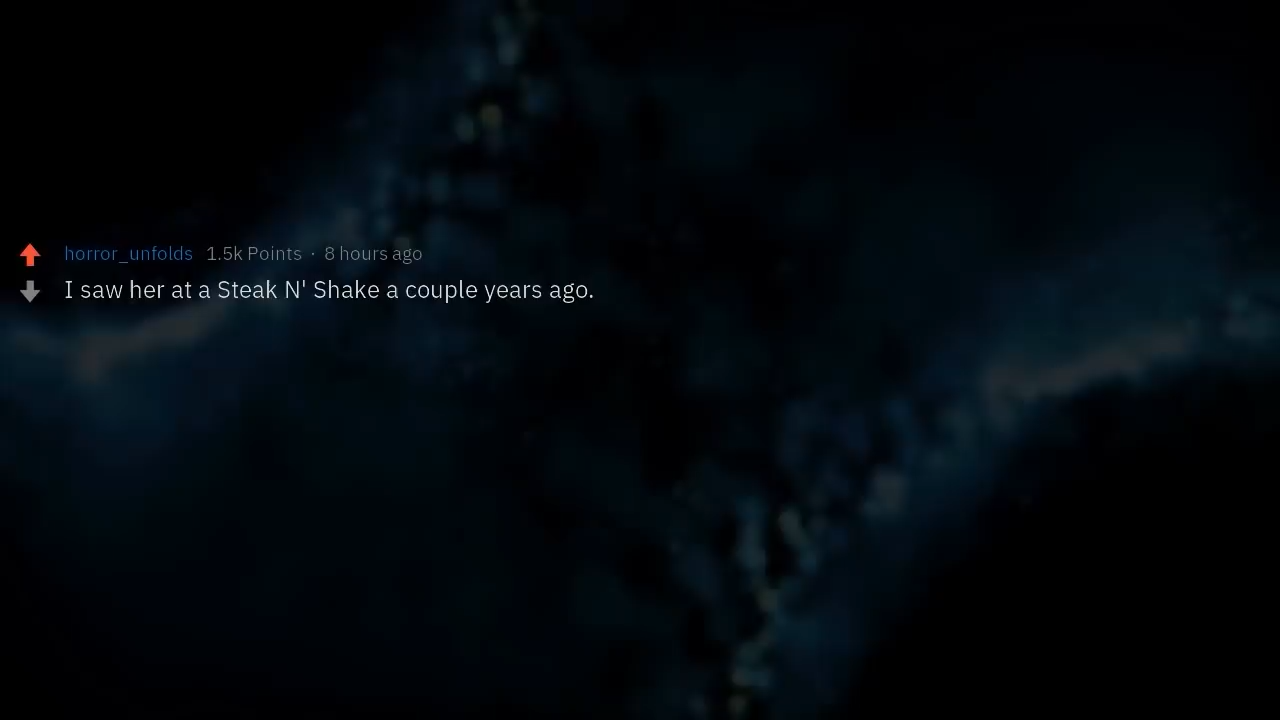 horror_unfolds 1.5k Points · 8 hours ago
I saw her at a Steak N' Shake a couple years ago.